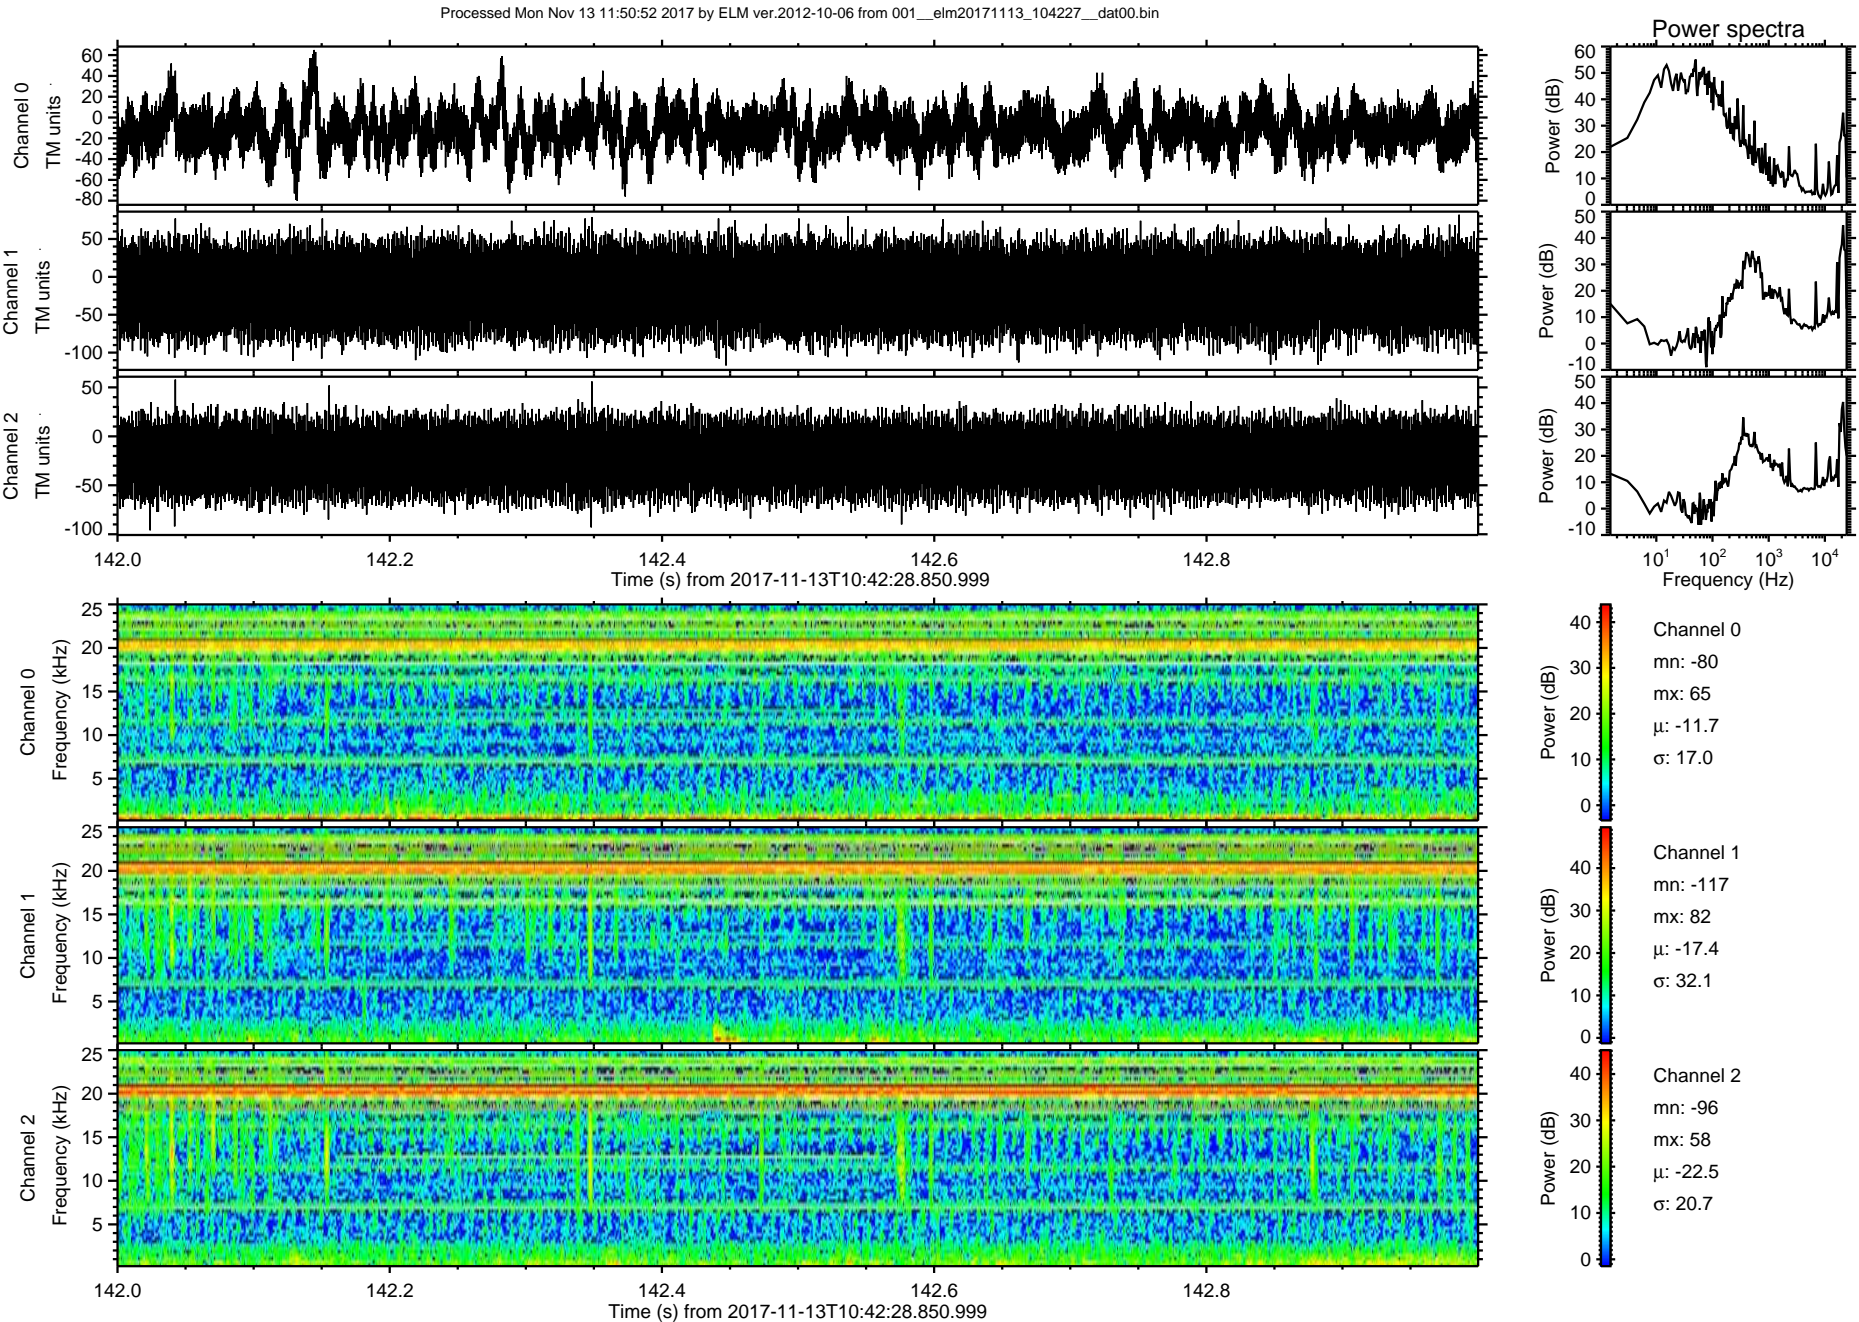 Processed Mon Nov 13 11:50:52 2017 by ELM ver.2012-10-06 from 001__elm20171113_104227__dat00.bin
Power spectra
Channel 0
TM units
60
40
20
0
-20
-40
-60
-80
Power (dB)
60
50
40
30
20
10
0
Channel 1
TM units
50
0
-50
-100
Power (dB)
50
40
30
20
10
0
-10
Channel 2
TM units
50
0
-50
-100
Power (dB)
50
40
30
20
10
0
-10
142.0 142.2 142.4 142.6 142.8
Time (s) from 2017-11-13T10:42:28.850.999
10¹ 10² 10³ 10⁴
Frequency (Hz)
Channel 0
Frequency (kHz)
25
20
15
10
5
Power (dB)
40
30
20
10
0
Channel 0
mn: -80
mx: 65
μ: -11.7
σ: 17.0
Channel 1
Frequency (kHz)
25
20
15
10
5
Power (dB)
40
30
20
10
0
Channel 1
mn: -117
mx: 82
μ: -17.4
σ: 32.1
Channel 2
Frequency (kHz)
25
20
15
10
5
Power (dB)
40
30
20
10
0
Channel 2
mn: -96
mx: 58
μ: -22.5
σ: 20.7
142.0 142.2 142.4 142.6 142.8
Time (s) from 2017-11-13T10:42:28.850.999